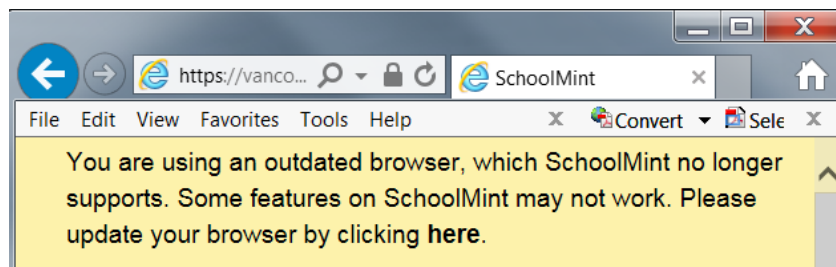 https://vanco...
SchoolMint
File Edit View Favorites Tools Help
Convert
Sele
You are using an outdated browser, which SchoolMint no longer
supports. Some features on SchoolMint may not work. Please
update your browser by clicking here.